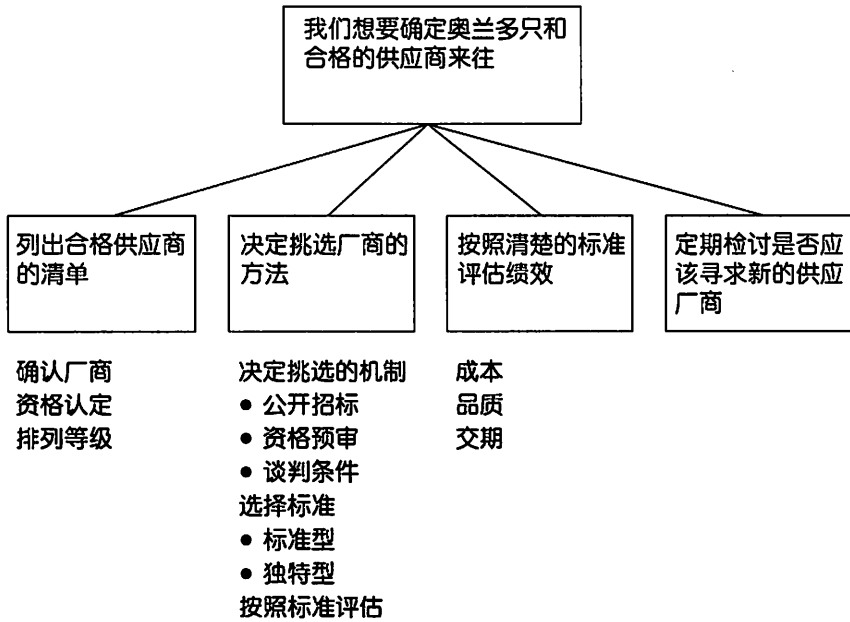 我们想要确定奥兰多只和
合格的供应商来往
列出合格供应商
的清单
决定挑选厂商的
方法
按照清楚的标准
评估绩效
定期检讨是否应
该寻求新的供应
厂商
确认厂商
资格认定
排列等级
决定挑选的机制
● 公开招标
● 资格预审
● 谈判条件
选择标准
● 标准型
● 独特型
按照标准评估
成本
品质
交期